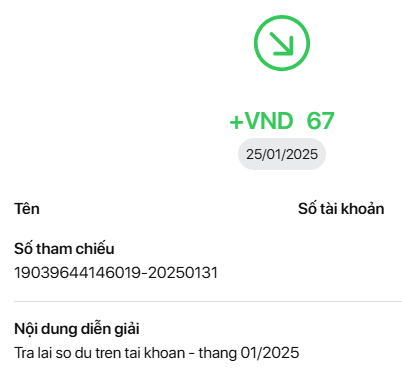 +VND 67
25/01/2025
Tên Số tài khoản
Số tham chiếu
19039644146019-20250131
Nội dung diễn giải
Tra lai so du tren tai khoan - thang 01/2025